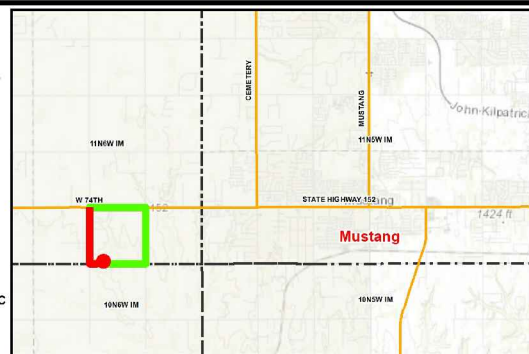 CEMETERY
MUSTANG
John-Kilpatric
11N6W IM
11N5W IM
W 74TH
152
STATE HIGHWAY 152
1424 ft
Mustang
10N6W IM
10N5W IM
C